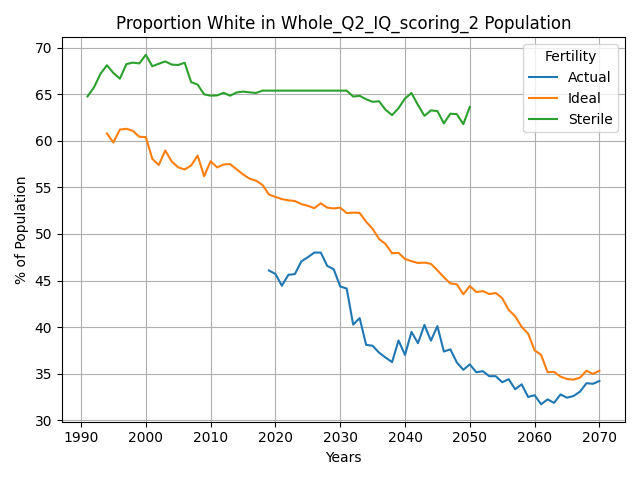 Proportion White in Whole_Q2_IQ_scoring_2 Population
Fertility
Actual
Ideal
Sterile
% of Population
70
65
60
55
50
45
40
35
30
1990 2000 2010 2020 2030 2040 2050 2060 2070
Years